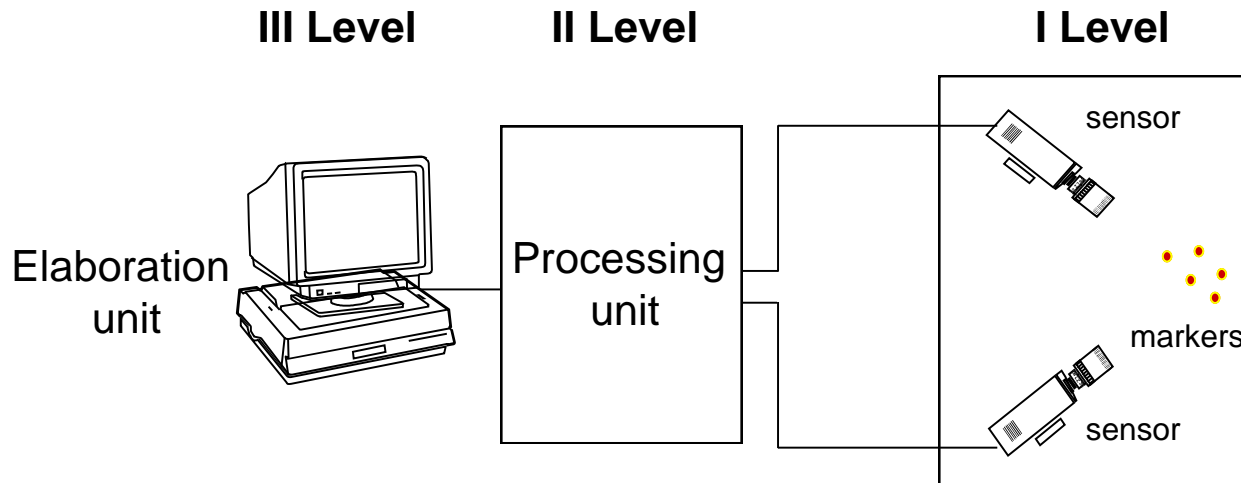 III Level
II Level
I Level
sensor
Elaboration
unit
Processing
unit
markers
sensor